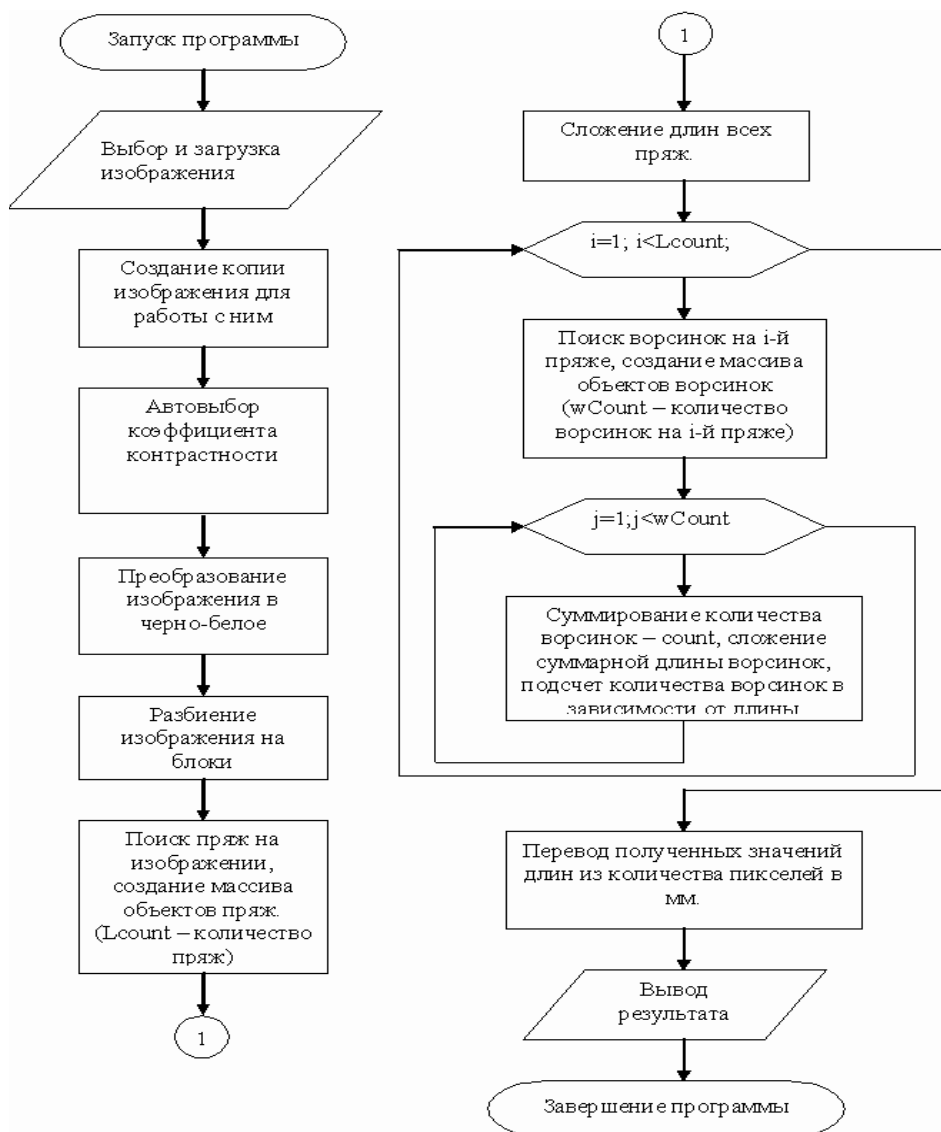 Запуск программы
Выбор и загрузка
изображения
Создание копии
изображения для
работы с ним
Автовыбор
коэффициента
контрастности
Преобразование
изображения в
черно-белое
Разбиение
изображения на
блоки
Поиск пряж на
изображении,
создание массива
объектов пряж.
(Lcount – количество
пряж)
1
1
Сложение длин всех
пряж.
i=1; i<Lcount;
Поиск ворсинок на i-й
пряже, создание массива
объектов ворсинок
(wCount – количество
ворсинок на i-й пряже)
j=1;j<wCount
Суммирование количества
ворсинок – count, сложение
суммарной длины ворсинок,
подсчет количества ворсинок в
зависимости от длины
Перевод полученных значений
длин из количества пикселей в
мм.
Вывод
результата
Завершение программы